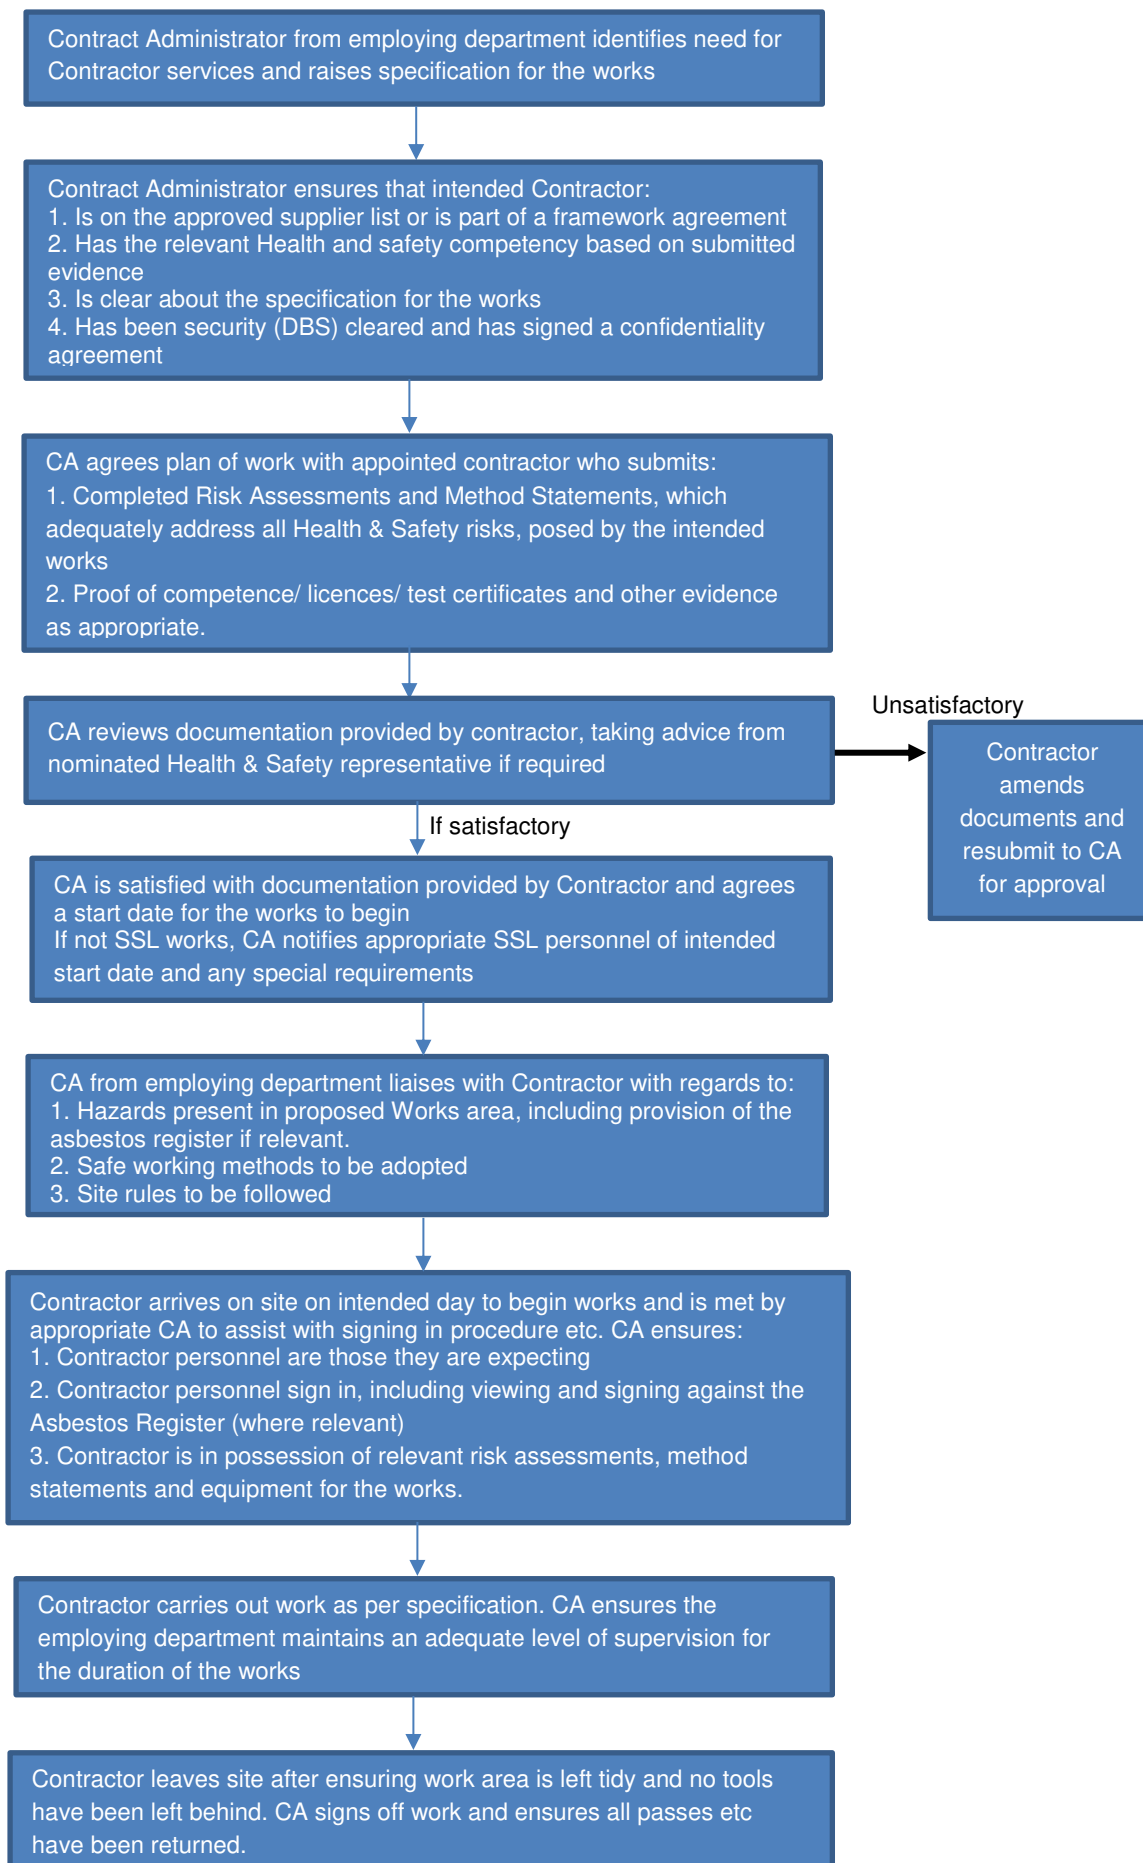 Contract Administrator from employing department identifies need for
Contractor services and raises specification for the works
Contract Administrator ensures that intended Contractor:
1. Is on the approved supplier list or is part of a framework agreement
2. Has the relevant Health and safety competency based on submitted
evidence
3. Is clear about the specification for the works
4. Has been security (DBS) cleared and has signed a confidentiality
agreement
CA agrees plan of work with appointed contractor who submits:
1. Completed Risk Assessments and Method Statements, which
adequately address all Health & Safety risks, posed by the intended
works
2. Proof of competence/ licences/ test certificates and other evidence
as appropriate.
CA reviews documentation provided by contractor, taking advice from
nominated Health & Safety representative if required
Unsatisfactory
Contractor
amends
documents and
resubmit to CA
for approval
If satisfactory
CA is satisfied with documentation provided by Contractor and agrees
a start date for the works to begin
If not SSL works, CA notifies appropriate SSL personnel of intended
start date and any special requirements
CA from employing department liaises with Contractor with regards to:
1. Hazards present in proposed Works area, including provision of the
asbestos register if relevant.
2. Safe working methods to be adopted
3. Site rules to be followed
Contractor arrives on site on intended day to begin works and is met by
appropriate CA to assist with signing in procedure etc. CA ensures:
1. Contractor personnel are those they are expecting
2. Contractor personnel sign in, including viewing and signing against the
Asbestos Register (where relevant)
3. Contractor is in possession of relevant risk assessments, method
statements and equipment for the works.
Contractor carries out work as per specification. CA ensures the
employing department maintains an adequate level of supervision for
the duration of the works
Contractor leaves site after ensuring work area is left tidy and no tools
have been left behind. CA signs off work and ensures all passes etc
have been returned.